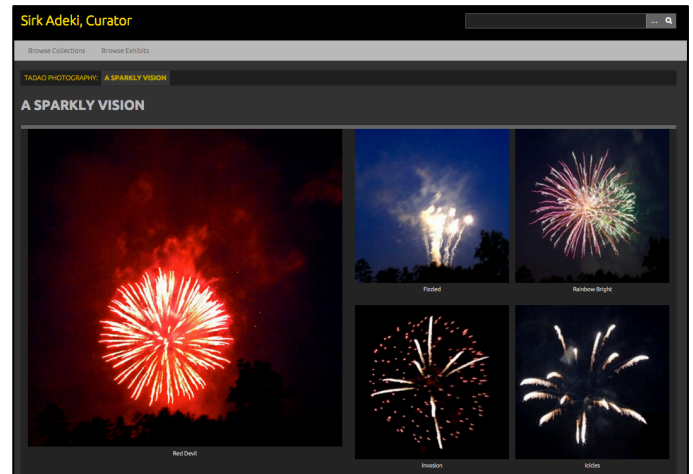 Sirk Adeki, Curator
...
Browse Collections Browse Exhibits
TADAO PHOTOGRAPHY: A SPARKLY VISION
A SPARKLY VISION
Red Devil
Fizzled
Rainbow Bright
Invasion
Icicles